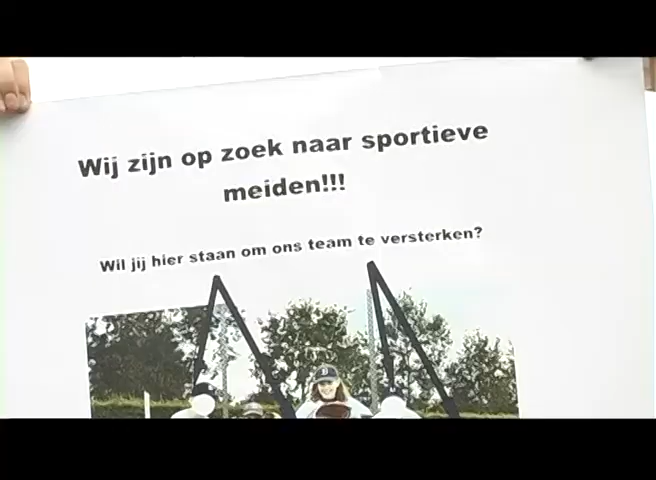 Wij zijn op zoek naar sportieve
meiden!!!
Wil jij hier staan om ons team te versterken?